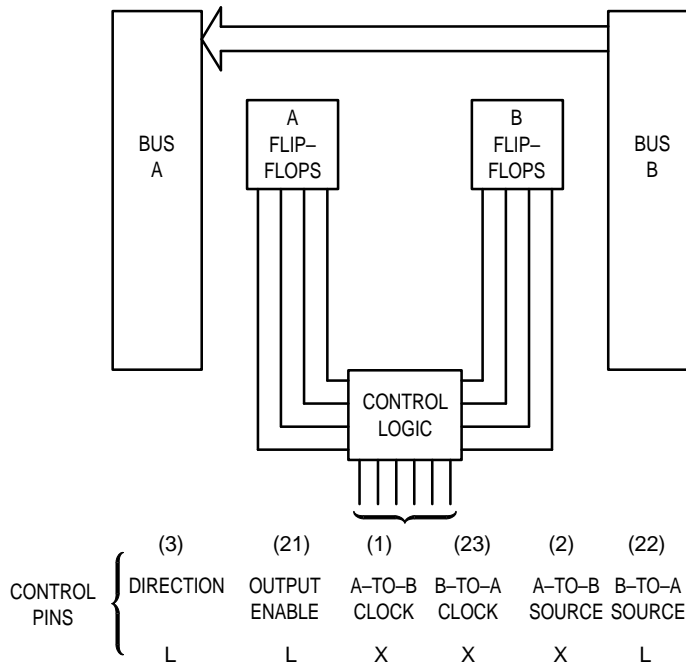 BUS
A
A
FLIP–
FLOPS
B
FLIP–
FLOPS
BUS
B
CONTROL
LOGIC
(3) (21) (1) (23) (2) (22)
CONTROL
PINS
DIRECTION OUTPUT A–TO–B B–TO–A A–TO–B B–TO–A
ENABLE CLOCK CLOCK SOURCE SOURCE
L L X X X L